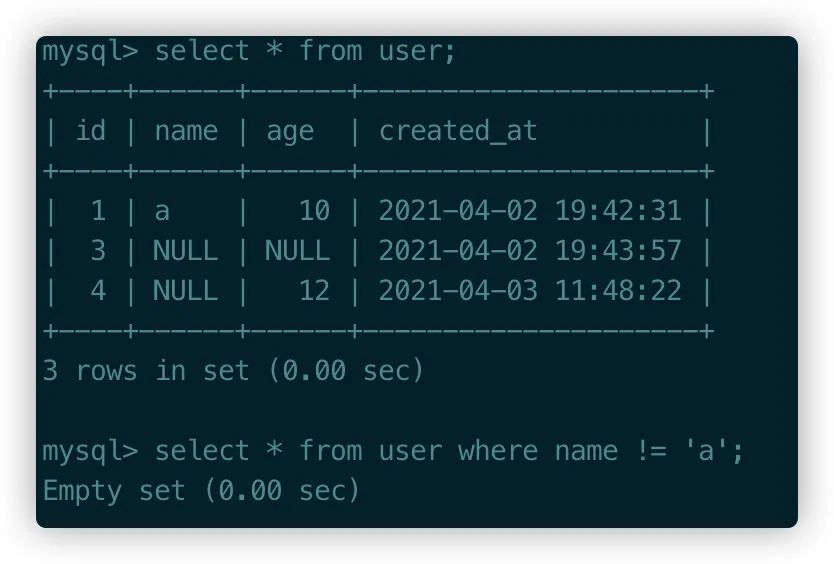 mysql> select * from user;
+----+------+------+---------------------+
| id | name | age  | created_at          |
+----+------+------+---------------------+
|  1 | a    |   10 | 2021-04-02 19:42:31 |
|  3 | NULL | NULL | 2021-04-02 19:43:57 |
|  4 | NULL |   12 | 2021-04-03 11:48:22 |
+----+------+------+---------------------+
3 rows in set (0.00 sec)

mysql> select * from user where name != 'a';
Empty set (0.00 sec)